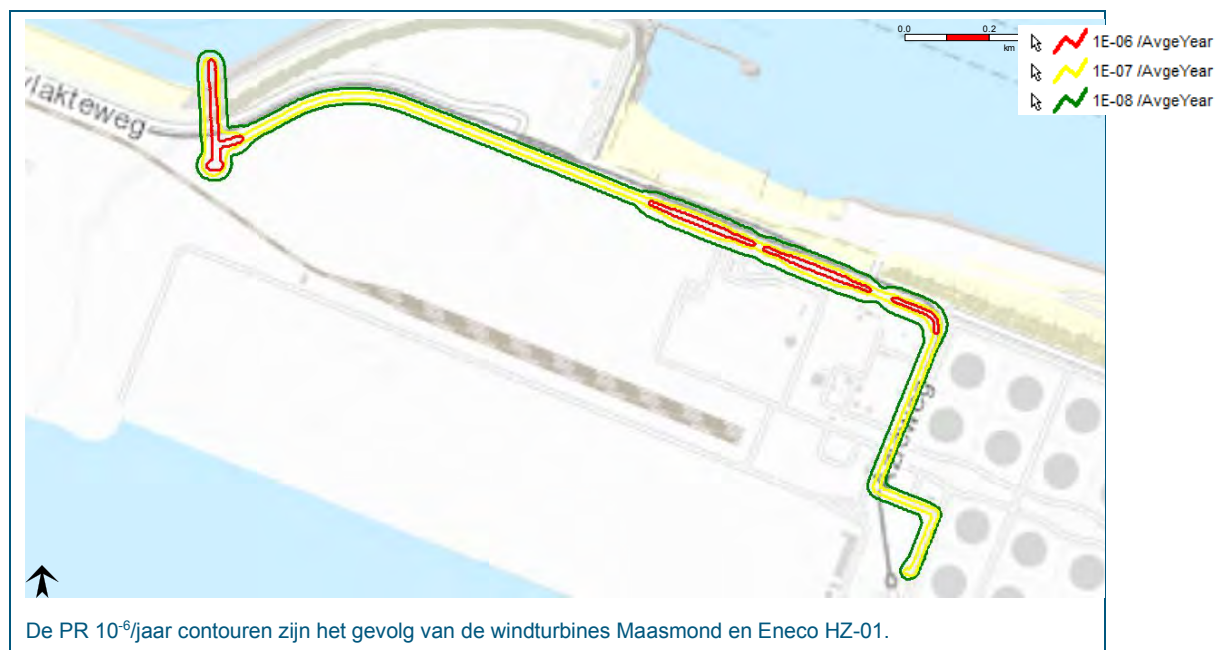 0.0 0.2
km
1E-06 /AvgeYear
1E-07 /AvgeYear
1E-08 /AvgeYear
vlakteweg
De PR 10⁻⁶/jaar contouren zijn het gevolg van de windturbines Maasmond en Eneco HZ-01.